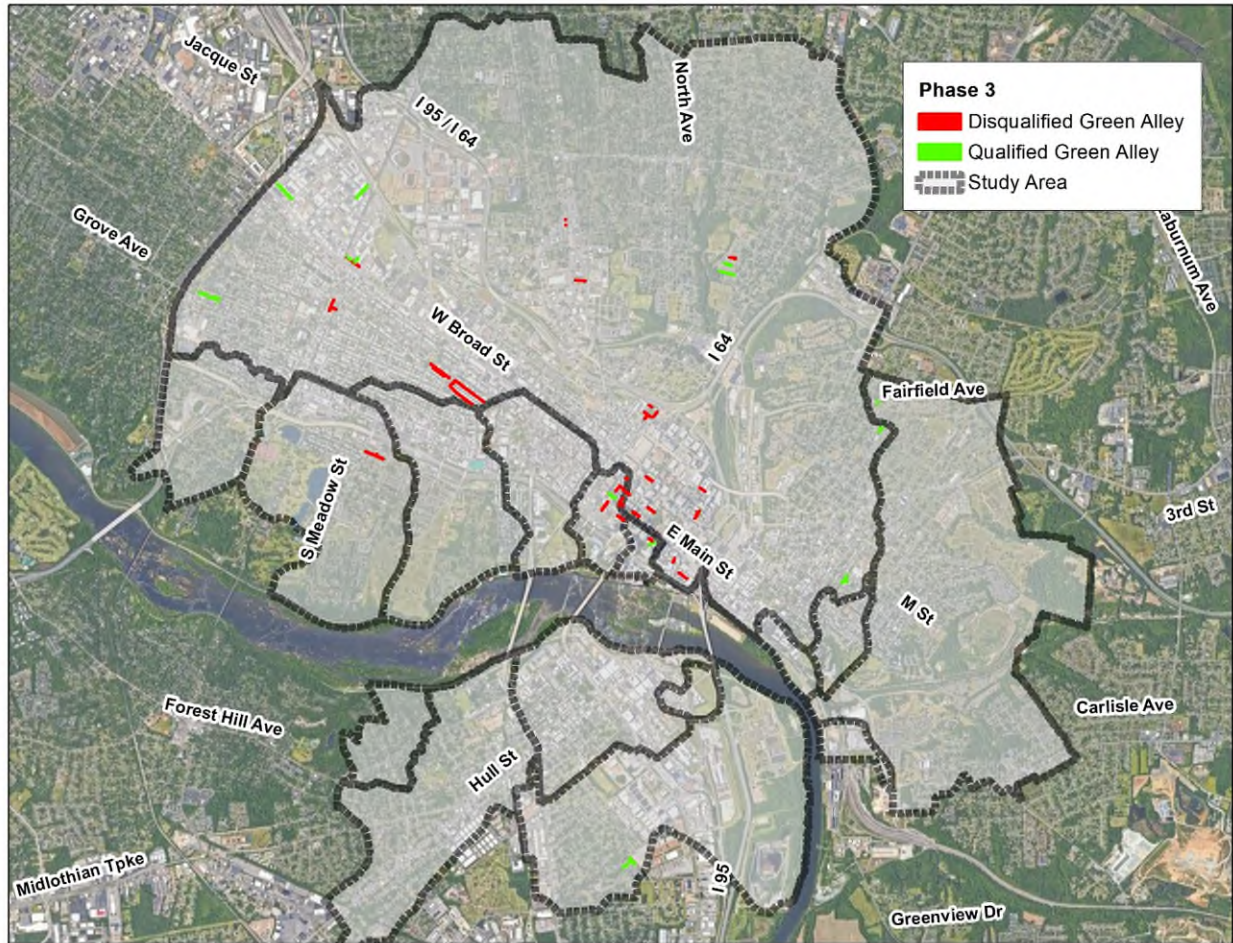 Jacque St
I 95 / I 64
North Ave
Phase 3
Disqualified Green Alley
Qualified Green Alley
Study Area
Grove Ave
aburnum Ave
W Broad St
I 64
Fairfield Ave
S Meadow St
3rd St
E Main St
M St
Forest Hill Ave
Carlisle Ave
Hull St
Midlothian Tpke
I 95
Greenview Dr